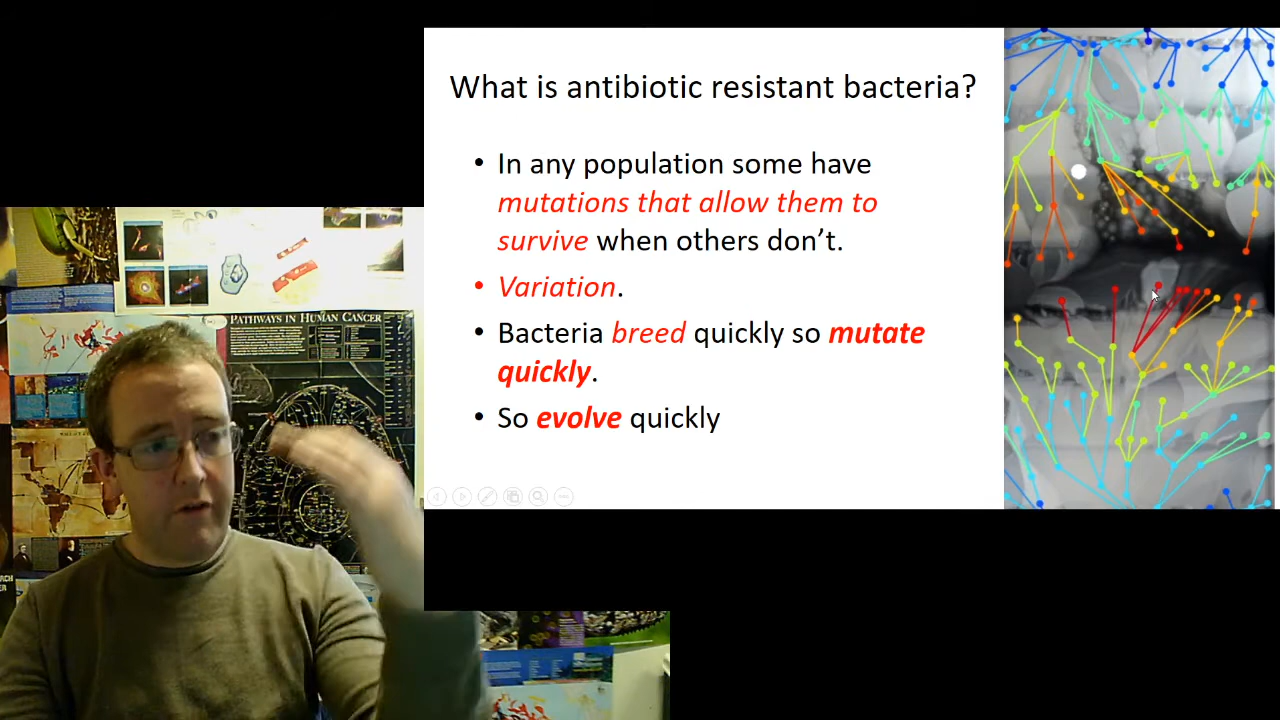 What is antibiotic resistant bacteria?
• In any population some have
mutations that allow them to
survive when others don't.
• Variation.
• Bacteria breed quickly so mutate
quickly.
• So evolve quickly
PATHWAYS IN HUMAN CANCER